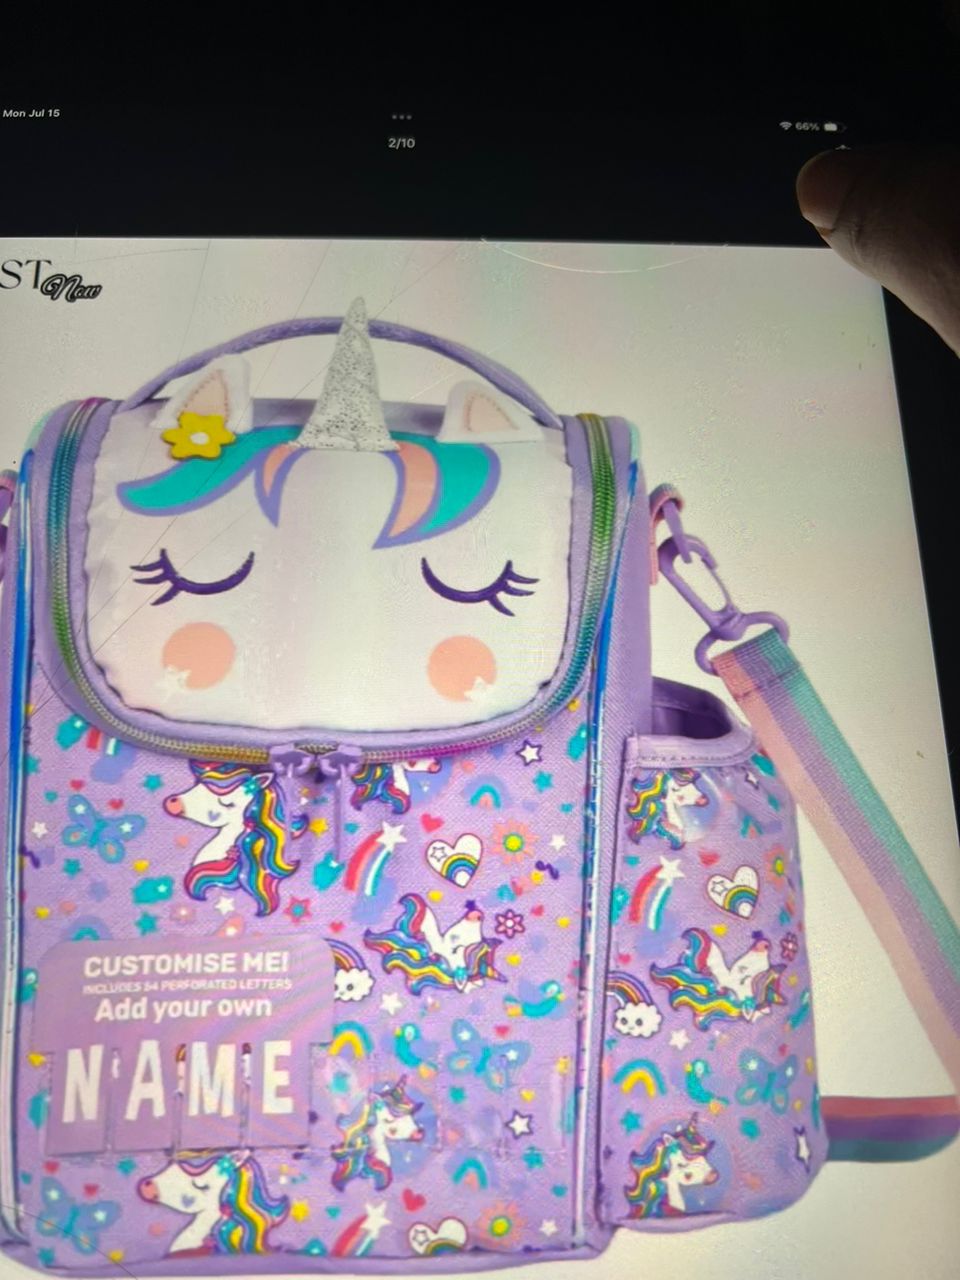 Mon Jul 15
66%
2/10
ST
Now
CUSTOMISE ME!
INCLUDES 54 PERFORATED LETTERS
Add your own
NAME